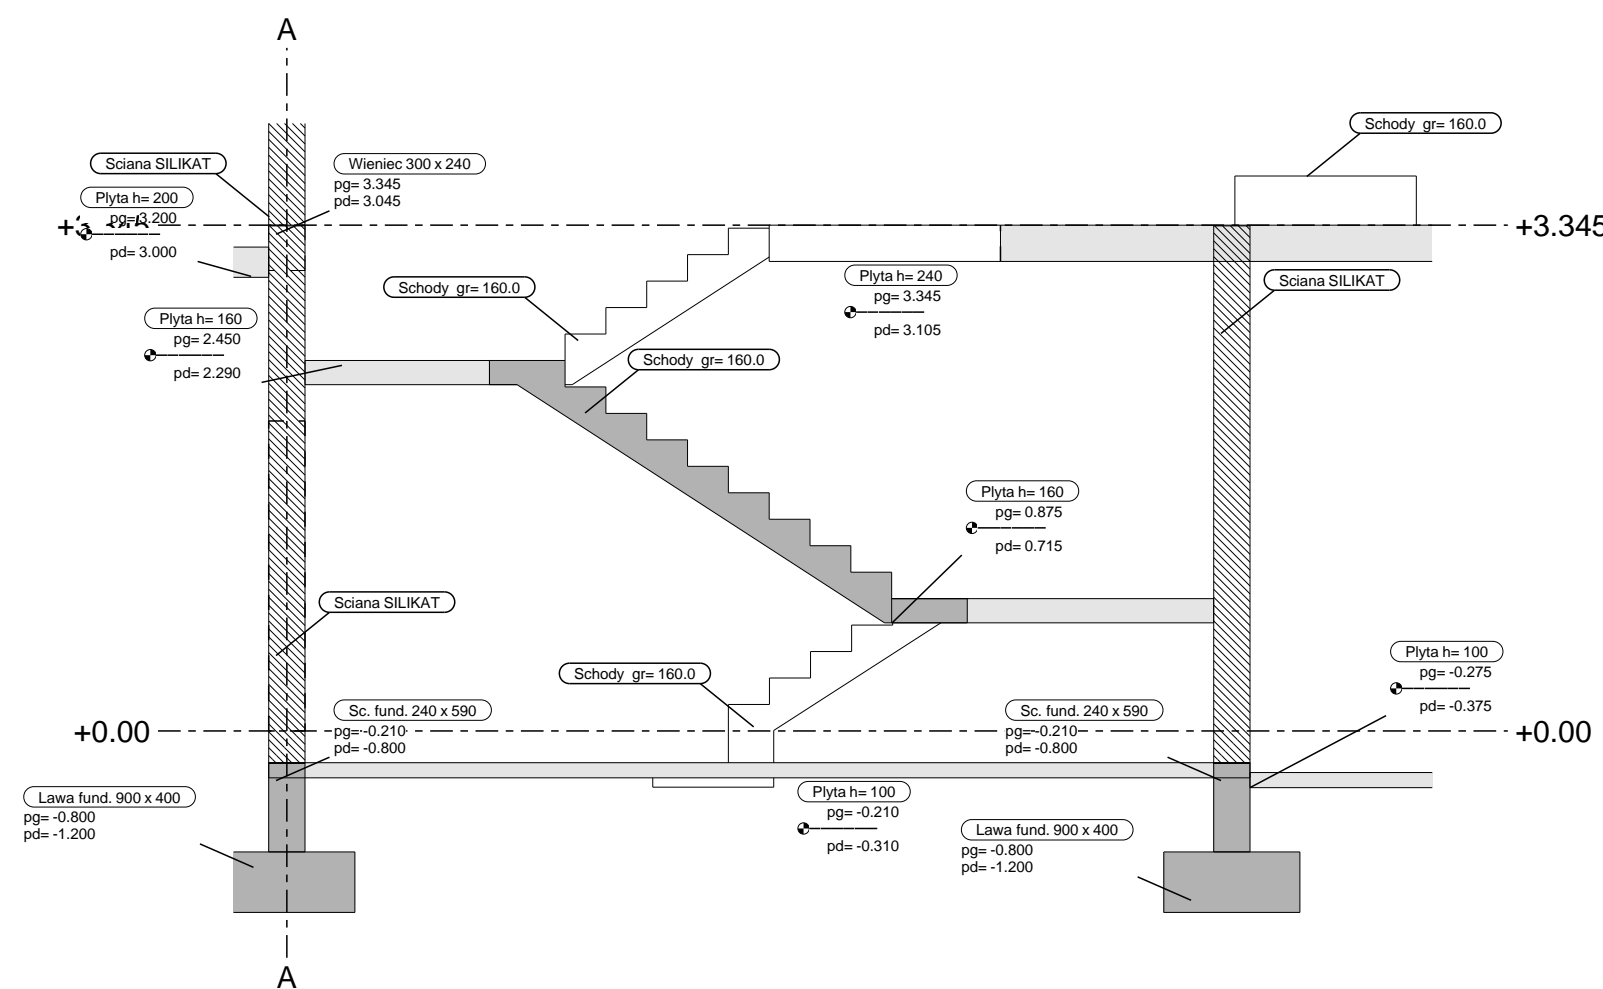 A
Schody gr= 160.0
Sciana SILIKAT
Wieniec 300 x 240
pg= 3.345
pd= 3.045
Plyta h= 200
pg= 3.200
pd= 3.000
+3.345
Schody gr= 160.0
Plyta h= 240
pg= 3.345
pd= 3.105
Sciana SILIKAT
Plyta h= 160
pg= 2.450
pd= 2.290
Schody gr= 160.0
Plyta h= 160
pg= 0.875
pd= 0.715
Sciana SILIKAT
Schody gr= 160.0
Plyta h= 100
pg= -0.275
pd= -0.375
+0.00
Sc. fund. 240 x 590
pg= -0.210
pd= -0.800
Sc. fund. 240 x 590
pg= -0.210
pd= -0.800
+0.00
Lawa fund. 900 x 400
pg= -0.800
pd= -1.200
Plyta h= 100
pg= -0.210
pd= -0.310
Lawa fund. 900 x 400
pg= -0.800
pd= -1.200
A